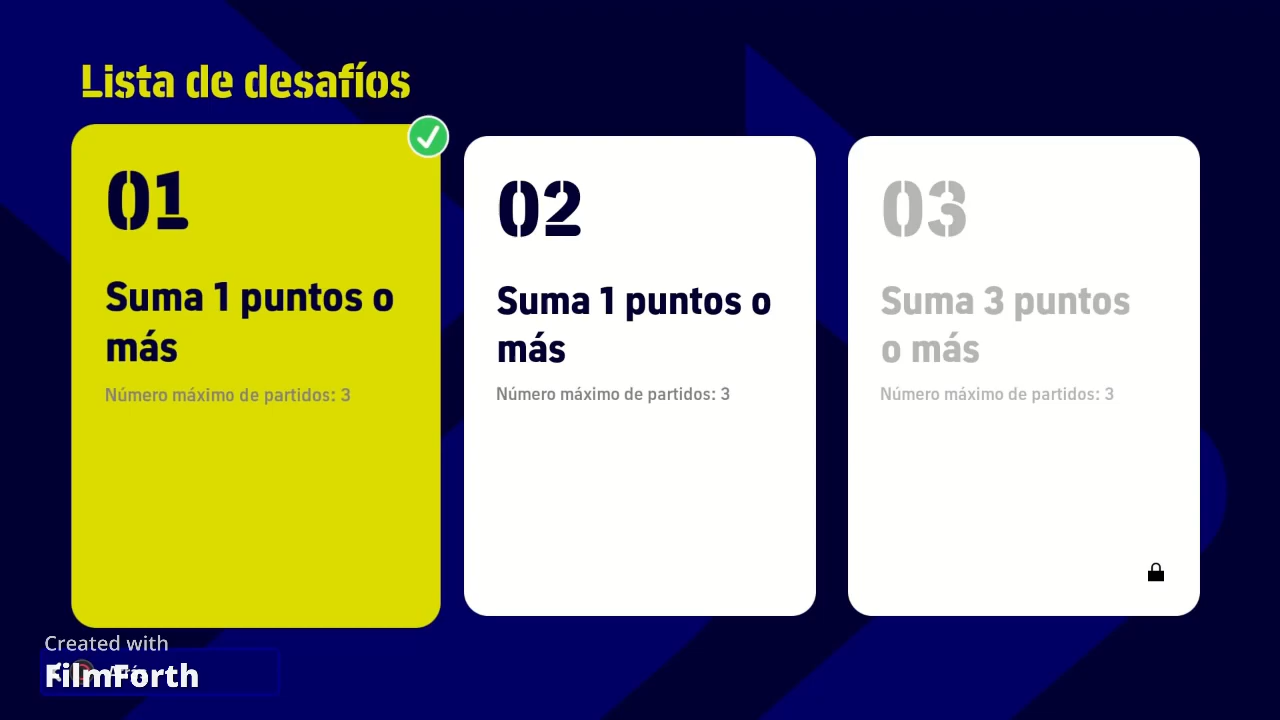 Lista de desafíos
01
Suma 1 puntos o
más
Número máximo de partidos: 3
02
Suma 1 puntos o
más
Número máximo de partidos: 3
03
Suma 3 puntos
o más
Número máximo de partidos: 3
Created with
FilmForth